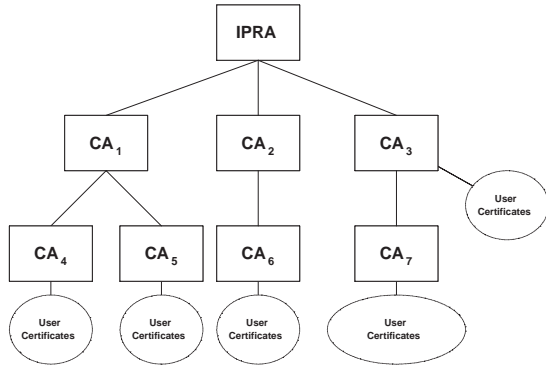 IPRA
CA1
CA2
CA3
User
Certificates
CA4
CA5
CA6
CA7
User
Certificates
User
Certificates
User
Certificates
User
Certificates